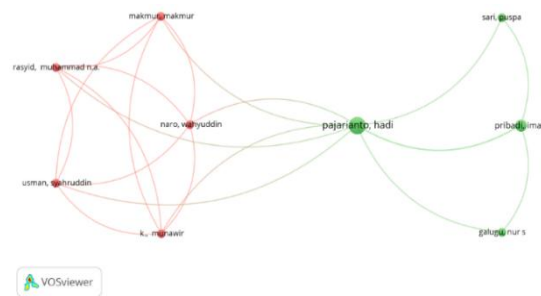 makmur, makmur
sari, puspa
rasyid, muhammad n.a.
naro, wahyuddin
pajarianto, hadi
pribadi, ima
usman, syahruddin
k., munawir
galugu, nur s
VOSviewer